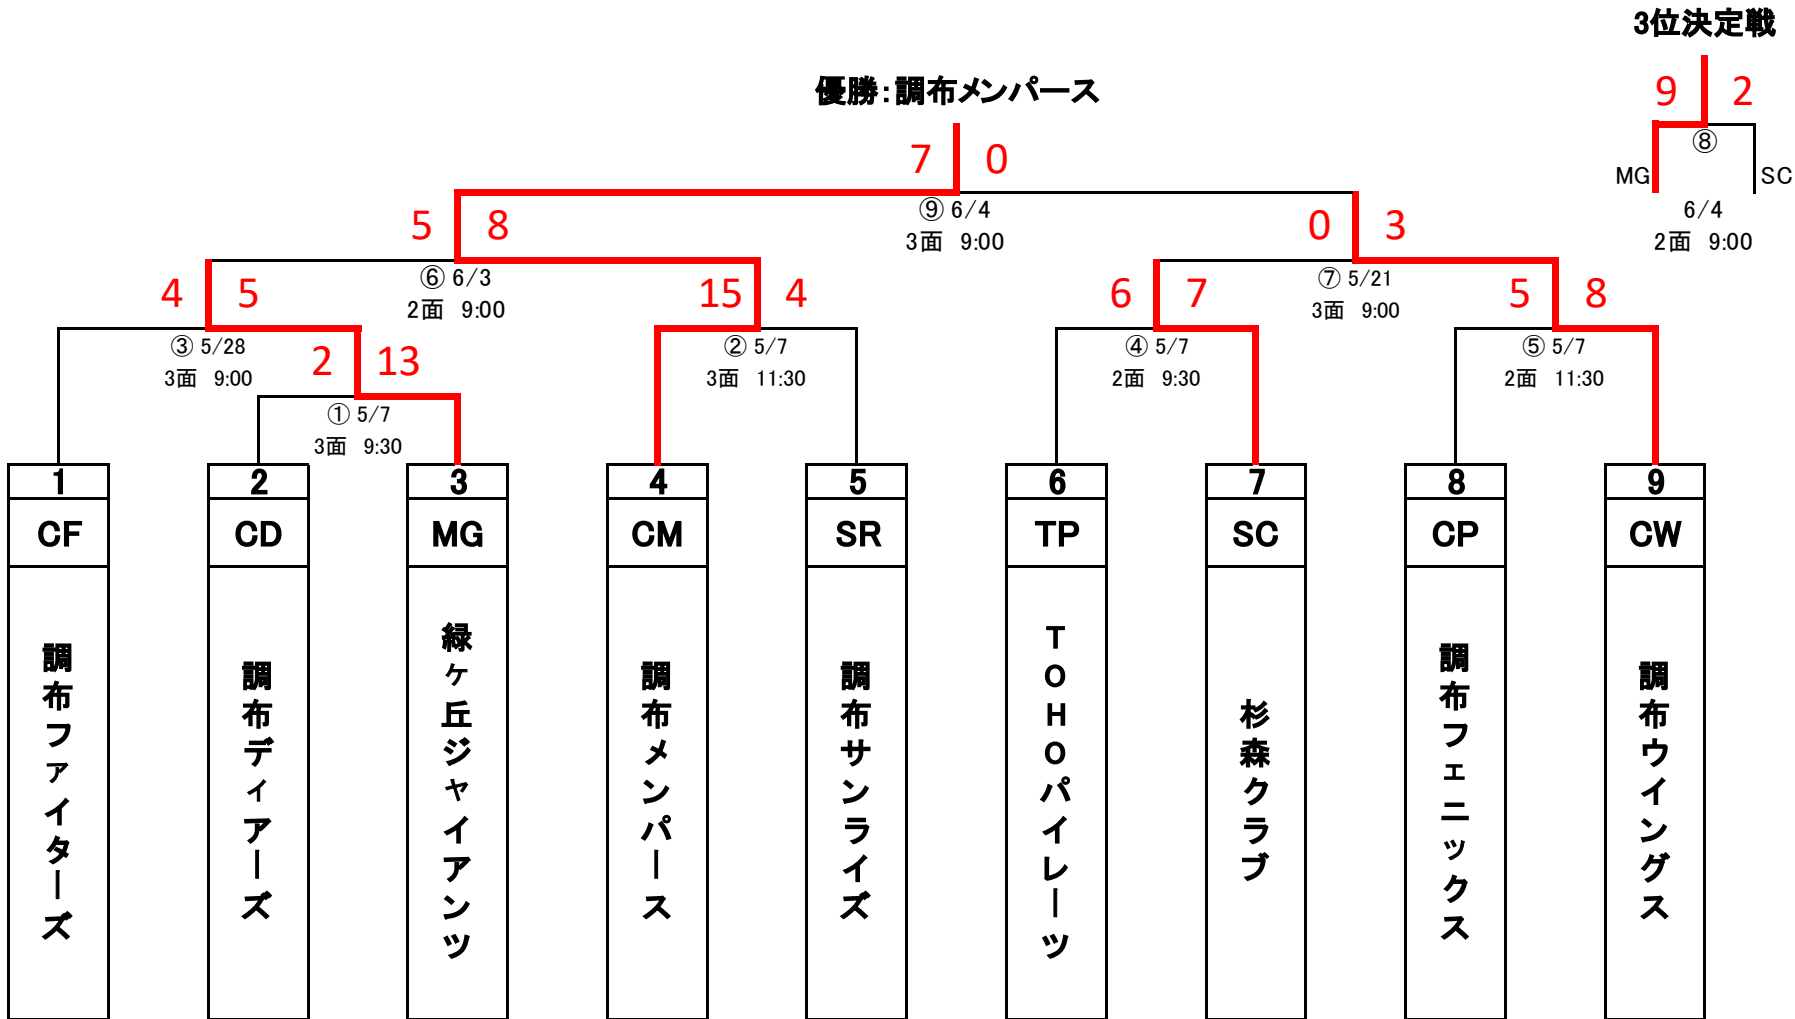 3位決定戦
優勝：調布メンパース
9 2
⑧
MG SC
6/4
2面 9:00
7 0
⑨ 6/4
3面 9:00
5 8
⑥ 6/3
2面 9:00
0 3
⑦ 5/21
3面 9:00
4 5
③ 5/28
3面 9:00
15 4
② 5/7
3面 11:30
6 7
④ 5/7
2面 9:30
5 8
⑤ 5/7
2面 11:30
2 13
① 5/7
3面 9:30
1 2 3 4 5 6 7 8 9
CF CD MG CM SR TP SC CP CW
調布ファイターズ
調布ディアーズ
緑ヶ丘ジャイアンツ
調布メンパース
調布サンライズ
TOHOパイレーツ
杉森クラブ
調布フェニックス
調布ウイングス